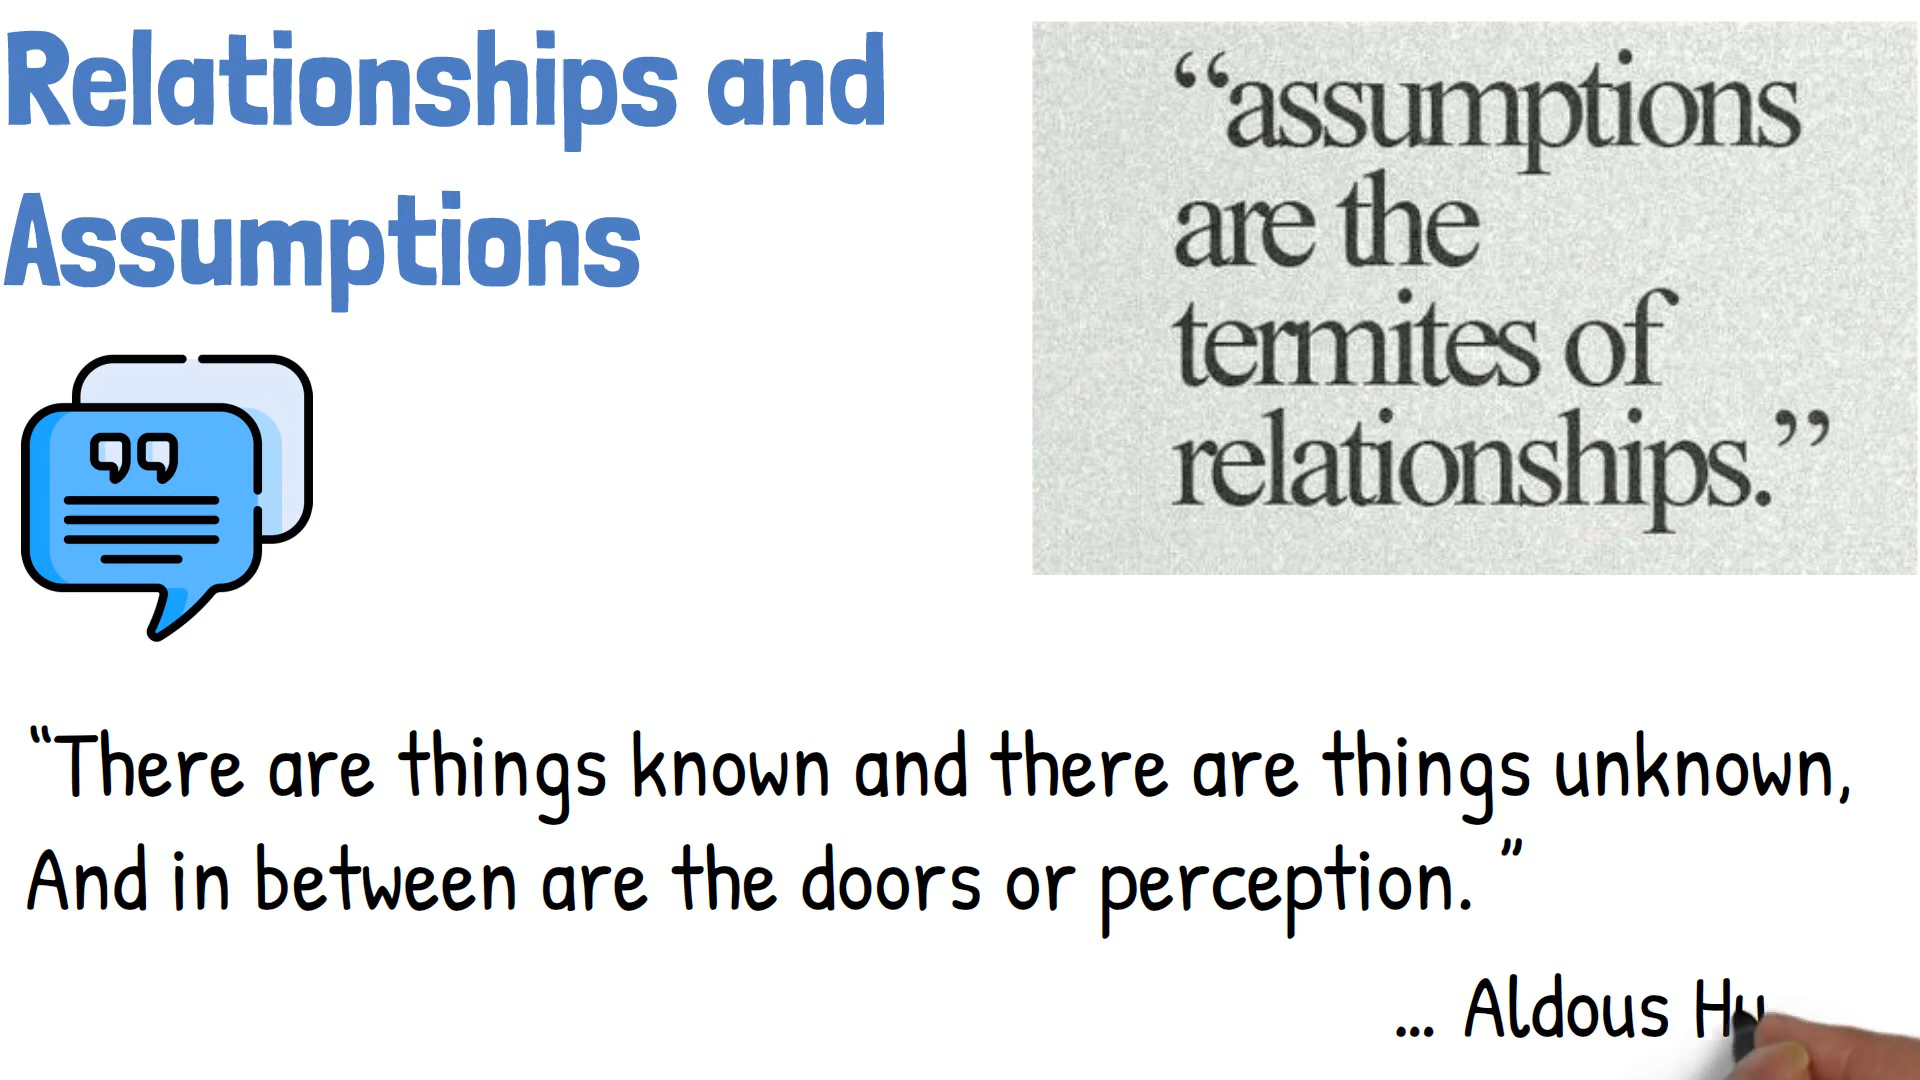 Relationships and
Assumptions
“assumptions
are the
termites of
relationships.”
“There are things known and there are things unknown,
And in between are the doors or perception. ”
... Aldous Hu